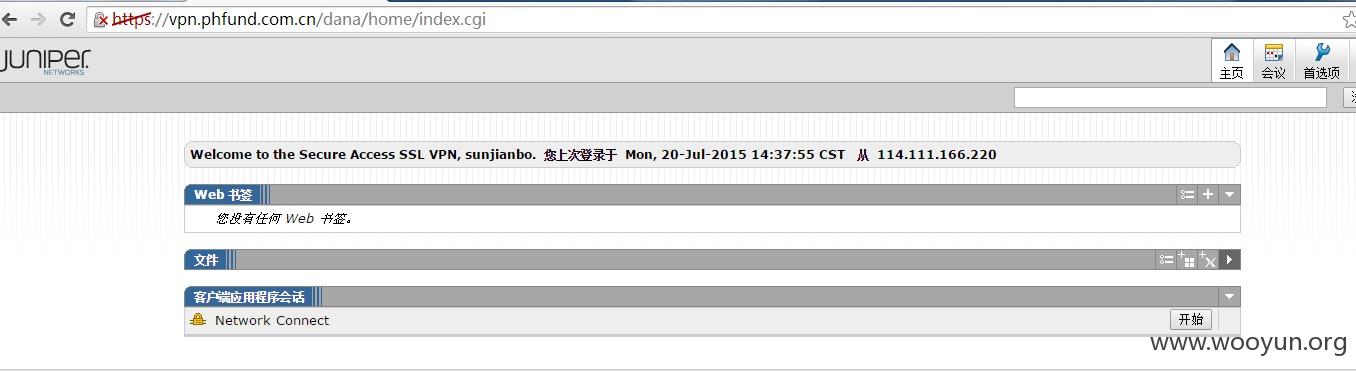 https://vpn.phfund.com.cn/dana/home/index.cgi
JUNIPER
NETWORKS
主页 会议 首选项
Welcome to the Secure Access SSL VPN, sunjianbo. 您上次登录于 Mon, 20-Jul-2015 14:37:55 CST 从 114.111.166.220
Web 书签
您没有任何 Web 书签。
文件
客户端应用程序会话
Network Connect 开始
www.wooyun.org